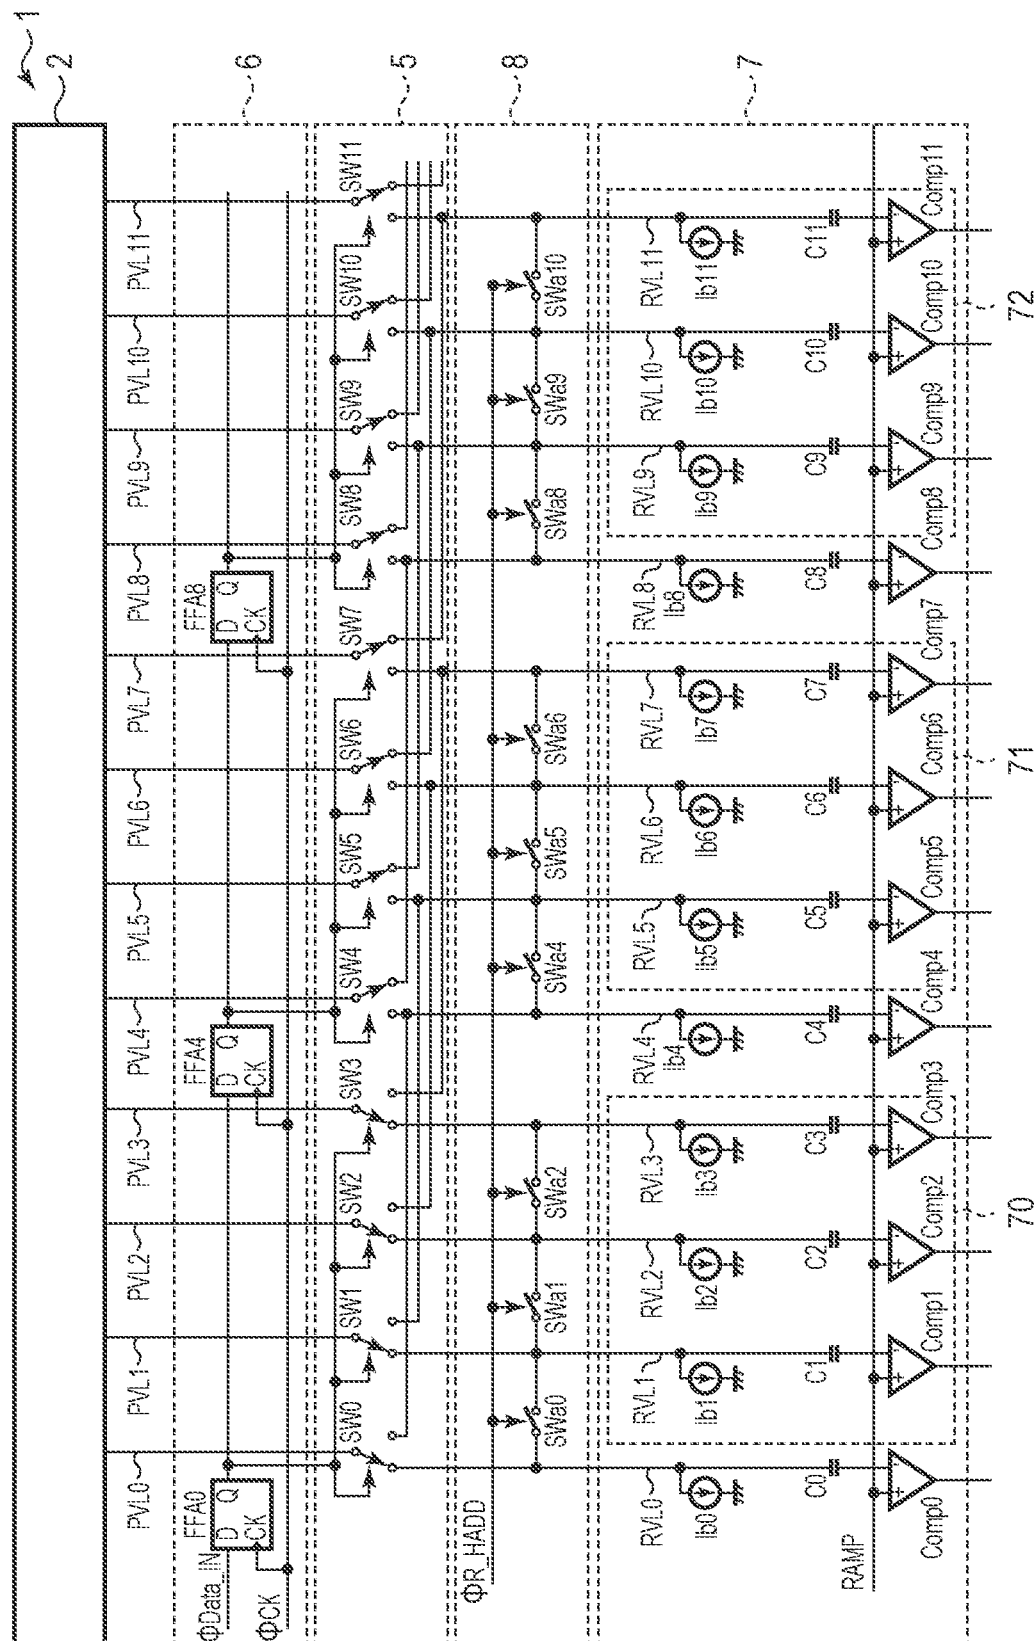 1
2
6
5
8
7
PVL0
PVL1
PVL2
PVL3
PVL4
PVL5
PVL6
PVL7
PVL8
PVL9
PVL10
PVL11
FFA0
D Q
CK
FFA4
D Q
CK
FFA8
D Q
CK
ΦData_IN
ΦCK
SW0
SW1
SW2
SW3
SW4
SW5
SW6
SW7
SW8
SW9
SW10
SW11
ΦR_HADD
SWa0
SWa1
SWa2
SWa4
SWa5
SWa6
SWa8
SWa9
SWa10
RVL0
RVL1
RVL2
RVL3
RVL4
RVL5
RVL6
RVL7
RVL8
RVL9
RVL10
RVL11
Ib0
Ib1
Ib2
Ib3
Ib4
Ib5
Ib6
Ib7
Ib8
Ib9
Ib10
Ib11
C0
C1
C2
C3
C4
C5
C6
C7
C8
C9
C10
C11
RAMP
+ -
+ -
+ -
+ -
+ -
+ -
+ -
+ -
+ -
+ -
+ -
+ -
Comp0
Comp1
Comp2
Comp3
Comp4
Comp5
Comp6
Comp7
Comp8
Comp9
Comp10
Comp11
70
71
72